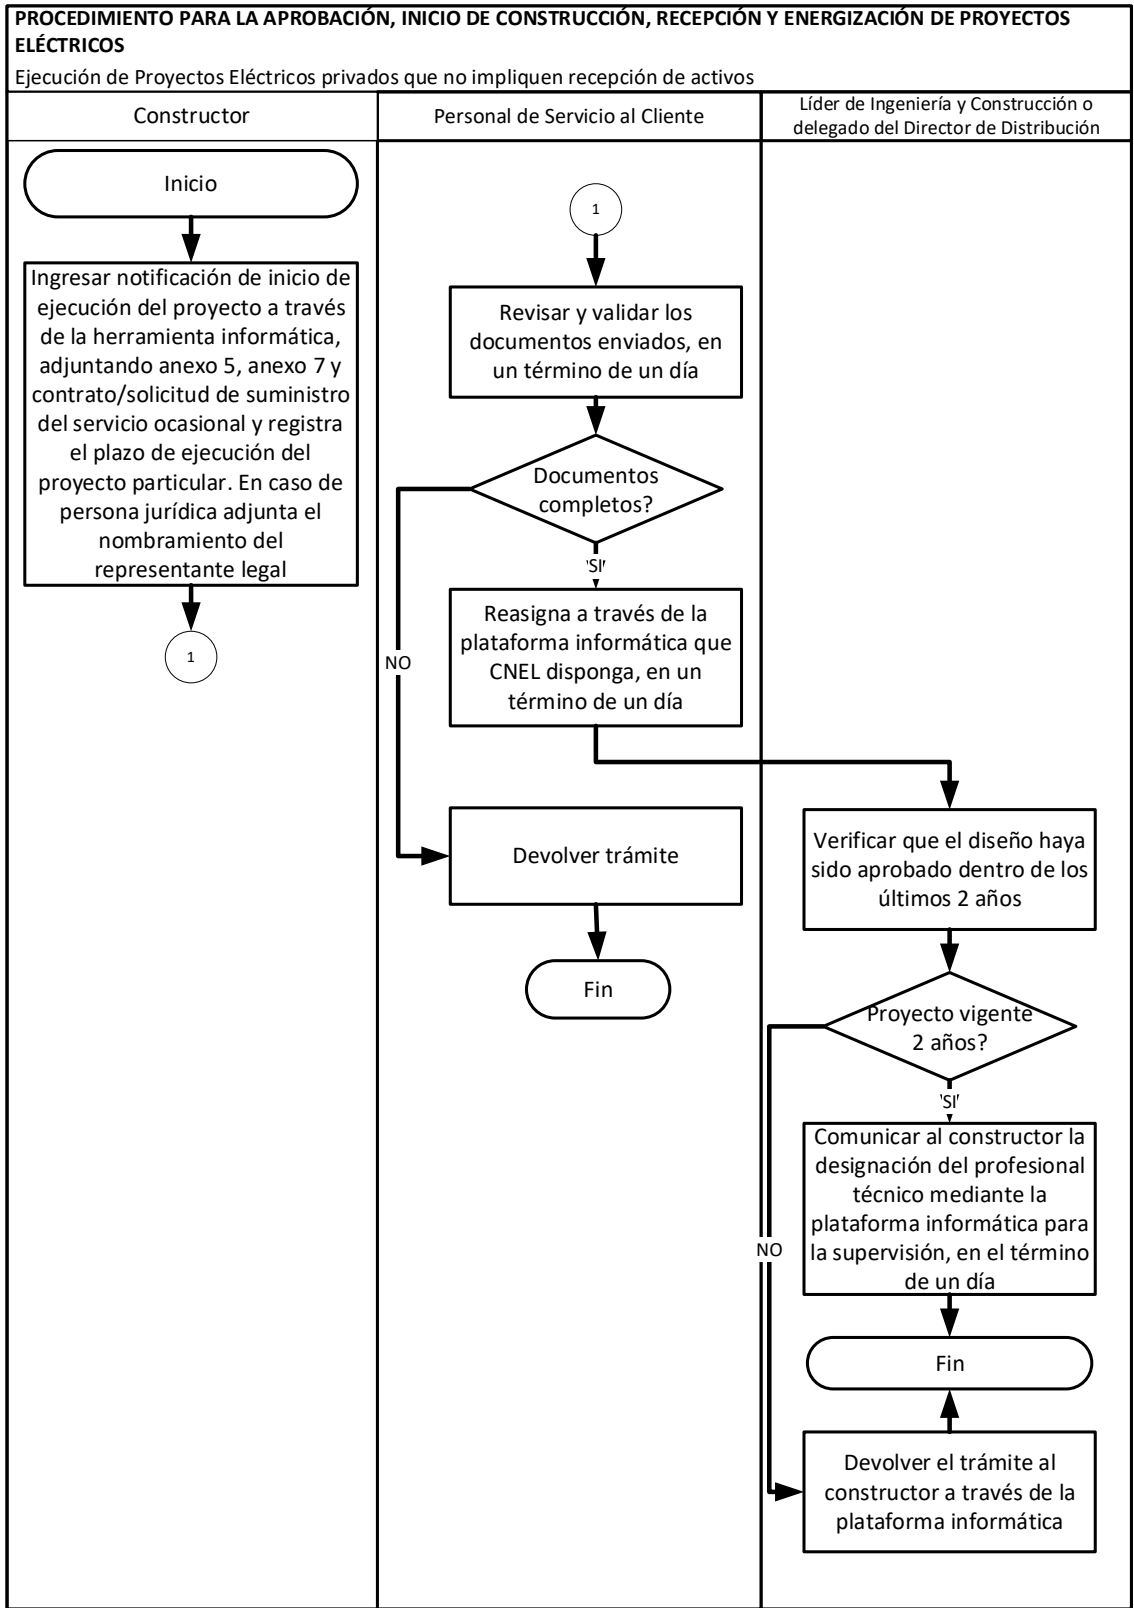 PROCEDIMIENTO PARA LA APROBACIÓN, INICIO DE CONSTRUCCIÓN, RECEPCIÓN Y ENERGIZACIÓN DE PROYECTOS
ELÉCTRICOS
Ejecución de Proyectos Eléctricos privados que no impliquen recepción de activos
Constructor
Personal de Servicio al Cliente
Líder de Ingeniería y Construcción o
delegado del Director de Distribución
Inicio
Ingresar notificación de inicio de
ejecución del proyecto a través
de la herramienta informática,
adjuntando anexo 5, anexo 7 y
contrato/solicitud de suministro
del servicio ocasional y registra
el plazo de ejecución del
proyecto particular. En caso de
persona jurídica adjunta el
nombramiento del
representante legal
1
1
Revisar y validar los
documentos enviados, en
un término de un día
Documentos
completos?
SI
NO
Reasigna a través de la
plataforma informática que
CNEL disponga, en un
término de un día
Devolver trámite
Fin
Verificar que el diseño haya
sido aprobado dentro de los
últimos 2 años
Proyecto vigente
2 años?
SI
NO
Comunicar al constructor la
designación del profesional
técnico mediante la
plataforma informática para
la supervisión, en el término
de un día
Fin
Devolver el trámite al
constructor a través de la
plataforma informática